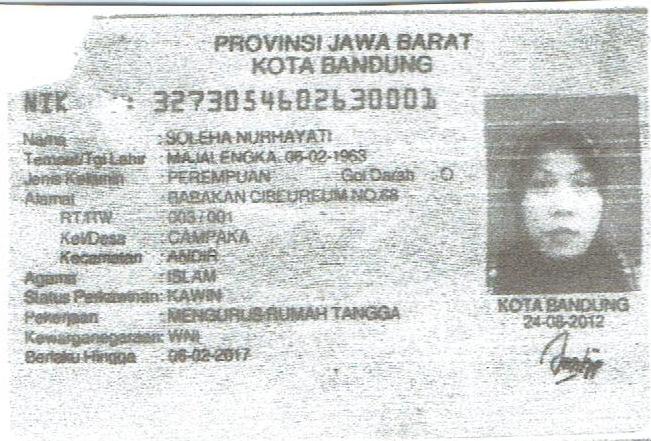 PROVINSI JAWA BARAT
KOTA BANDUNG
NIK : 3273054602630001
Nama : SOLEHA NURHAYATI
Tempat/Tgl Lahir : MAJALENGKA, 06-02-1963
Jenis Kelamin : PEREMPUAN Gol Darah : O
Alamat : BABAKAN CIBEUREUM NO.68
RT/RW : 003 / 001
Kel/Desa : CAMPAKA
Kecamatan : ANDIR
Agama : ISLAM
Status Perkawinan: KAWIN
Pekerjaan : MENGURUS RUMAH TANGGA
Kewarganegaraan: WNI
Berlaku Hingga : 06-02-2017
KOTA BANDUNG
24-08-2012